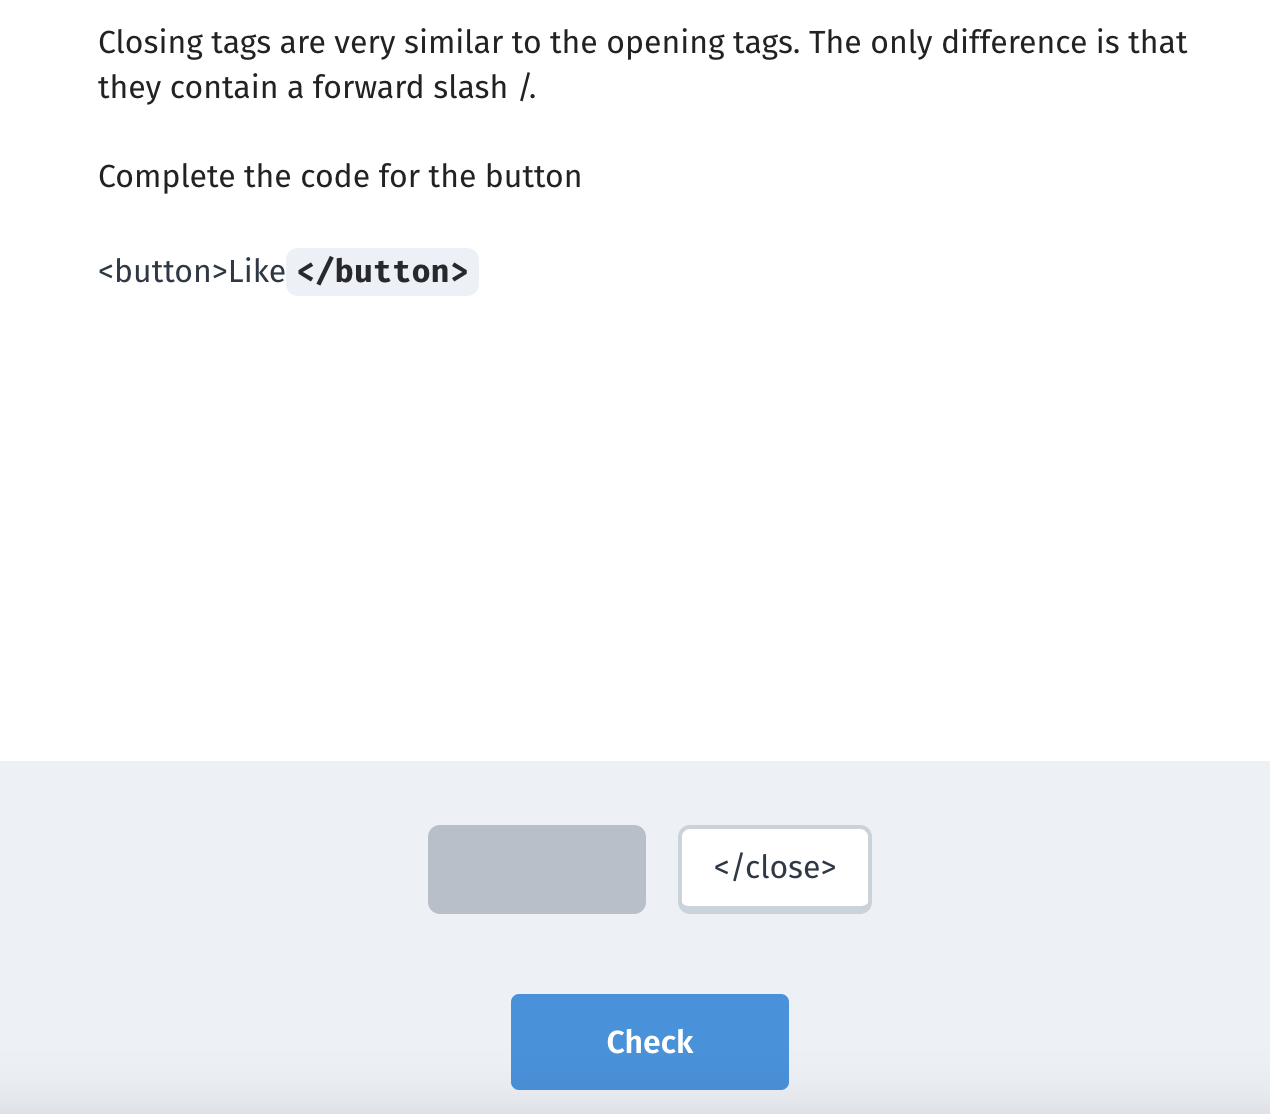 Closing tags are very similar to the opening tags. The only difference is that
they contain a forward slash /.
Complete the code for the button
<button>Like</button>
</close>
Check